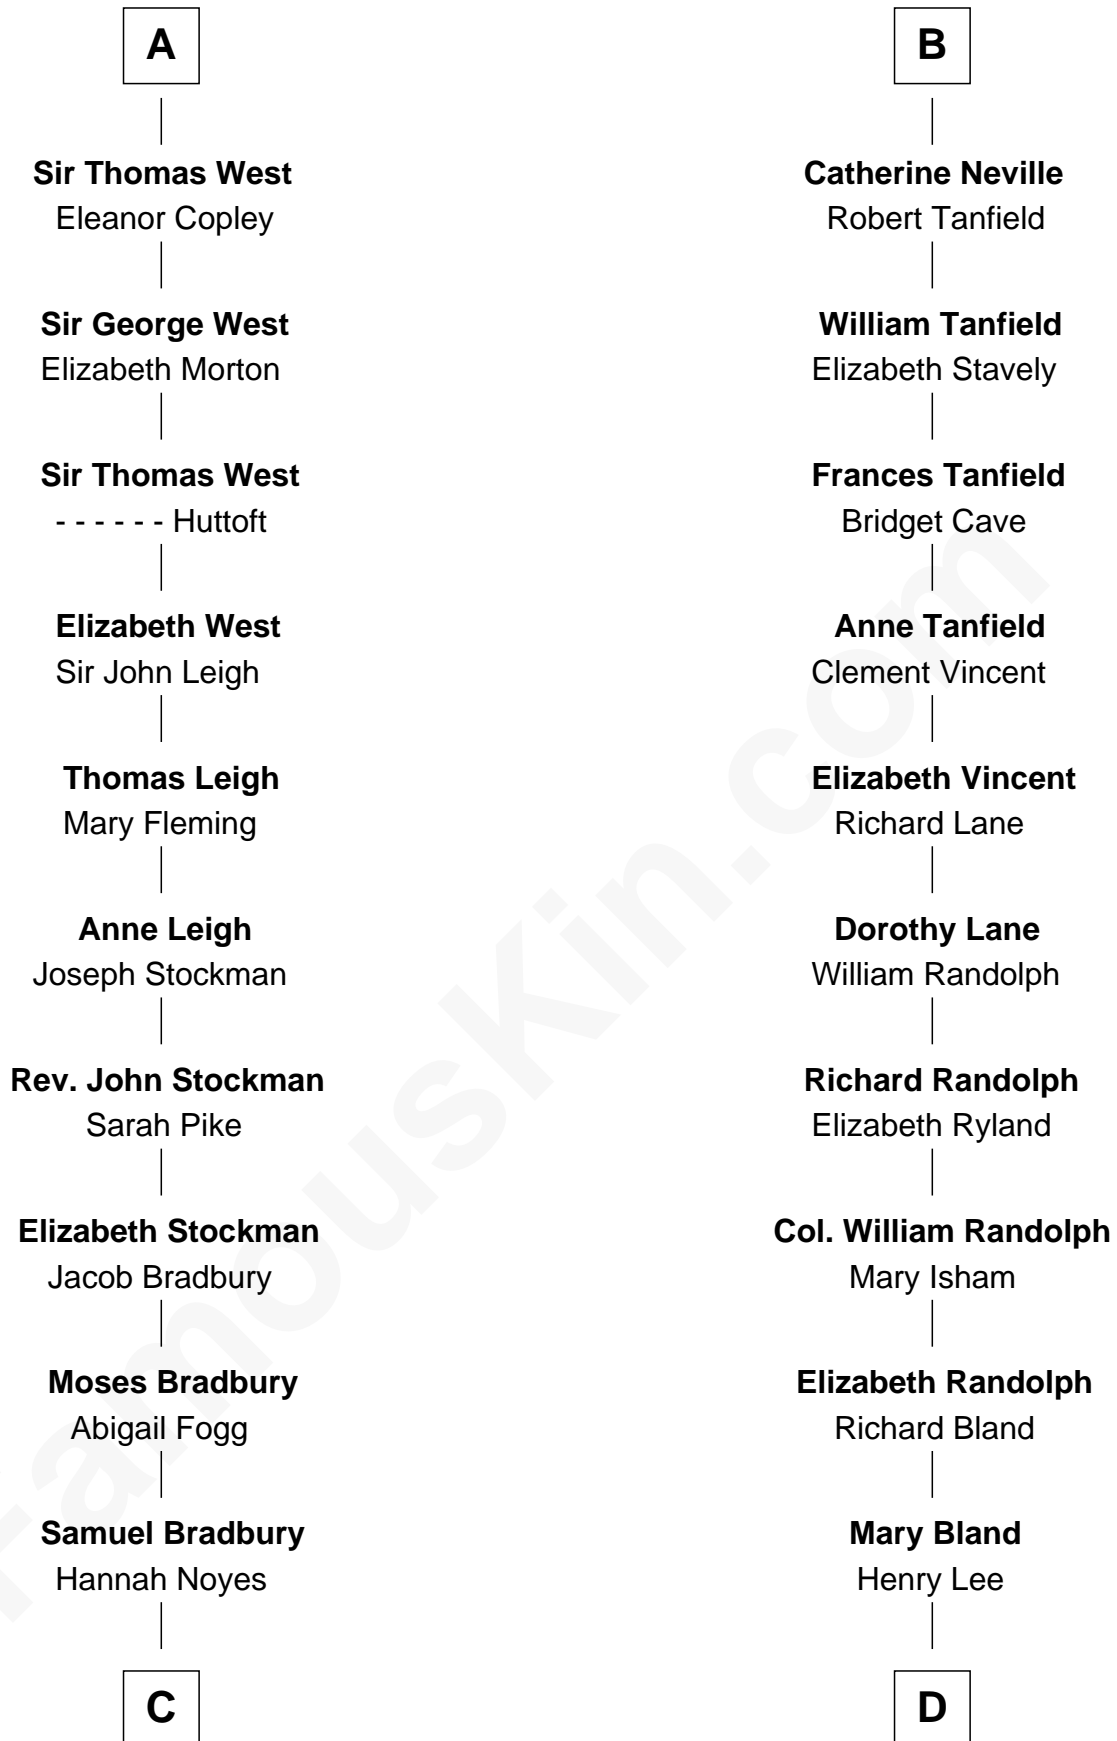 A
Sir Thomas West
Eleanor Copley
Sir George West
Elizabeth Morton
Sir Thomas West
- - - - - - Huttoft
Elizabeth West
Sir John Leigh
Thomas Leigh
Mary Fleming
Anne Leigh
Joseph Stockman
Rev. John Stockman
Sarah Pike
Elizabeth Stockman
Jacob Bradbury
Moses Bradbury
Abigail Fogg
Samuel Bradbury
Hannah Noyes
C
B
Catherine Neville
Robert Tanfield
William Tanfield
Elizabeth Stavely
Frances Tanfield
Bridget Cave
Anne Tanfield
Clement Vincent
Elizabeth Vincent
Richard Lane
Dorothy Lane
William Randolph
Richard Randolph
Elizabeth Ryland
Col. William Randolph
Mary Isham
Elizabeth Randolph
Richard Bland
Mary Bland
Henry Lee
D
FamousKin.com